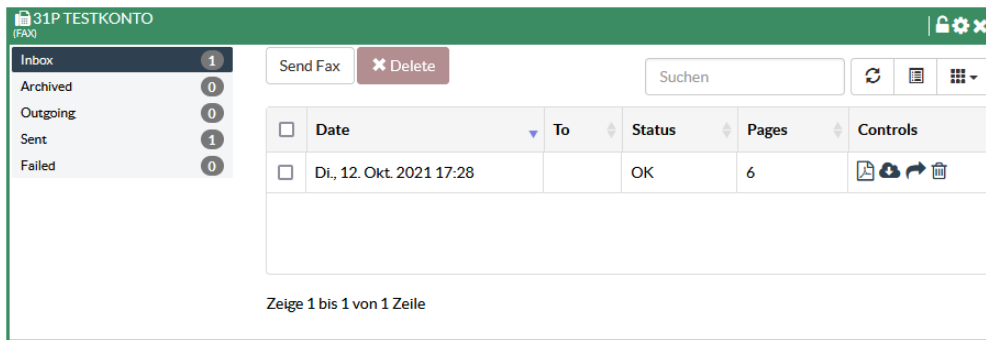 31P TESTKONTO
(FAX)
Inbox 1
Archived 0
Outgoing 0
Sent 1
Failed 0
Send Fax
Delete
Suchen
Date To Status Pages Controls
Di., 12. Okt. 2021 17:28 OK 6
Zeige 1 bis 1 von 1 Zeile